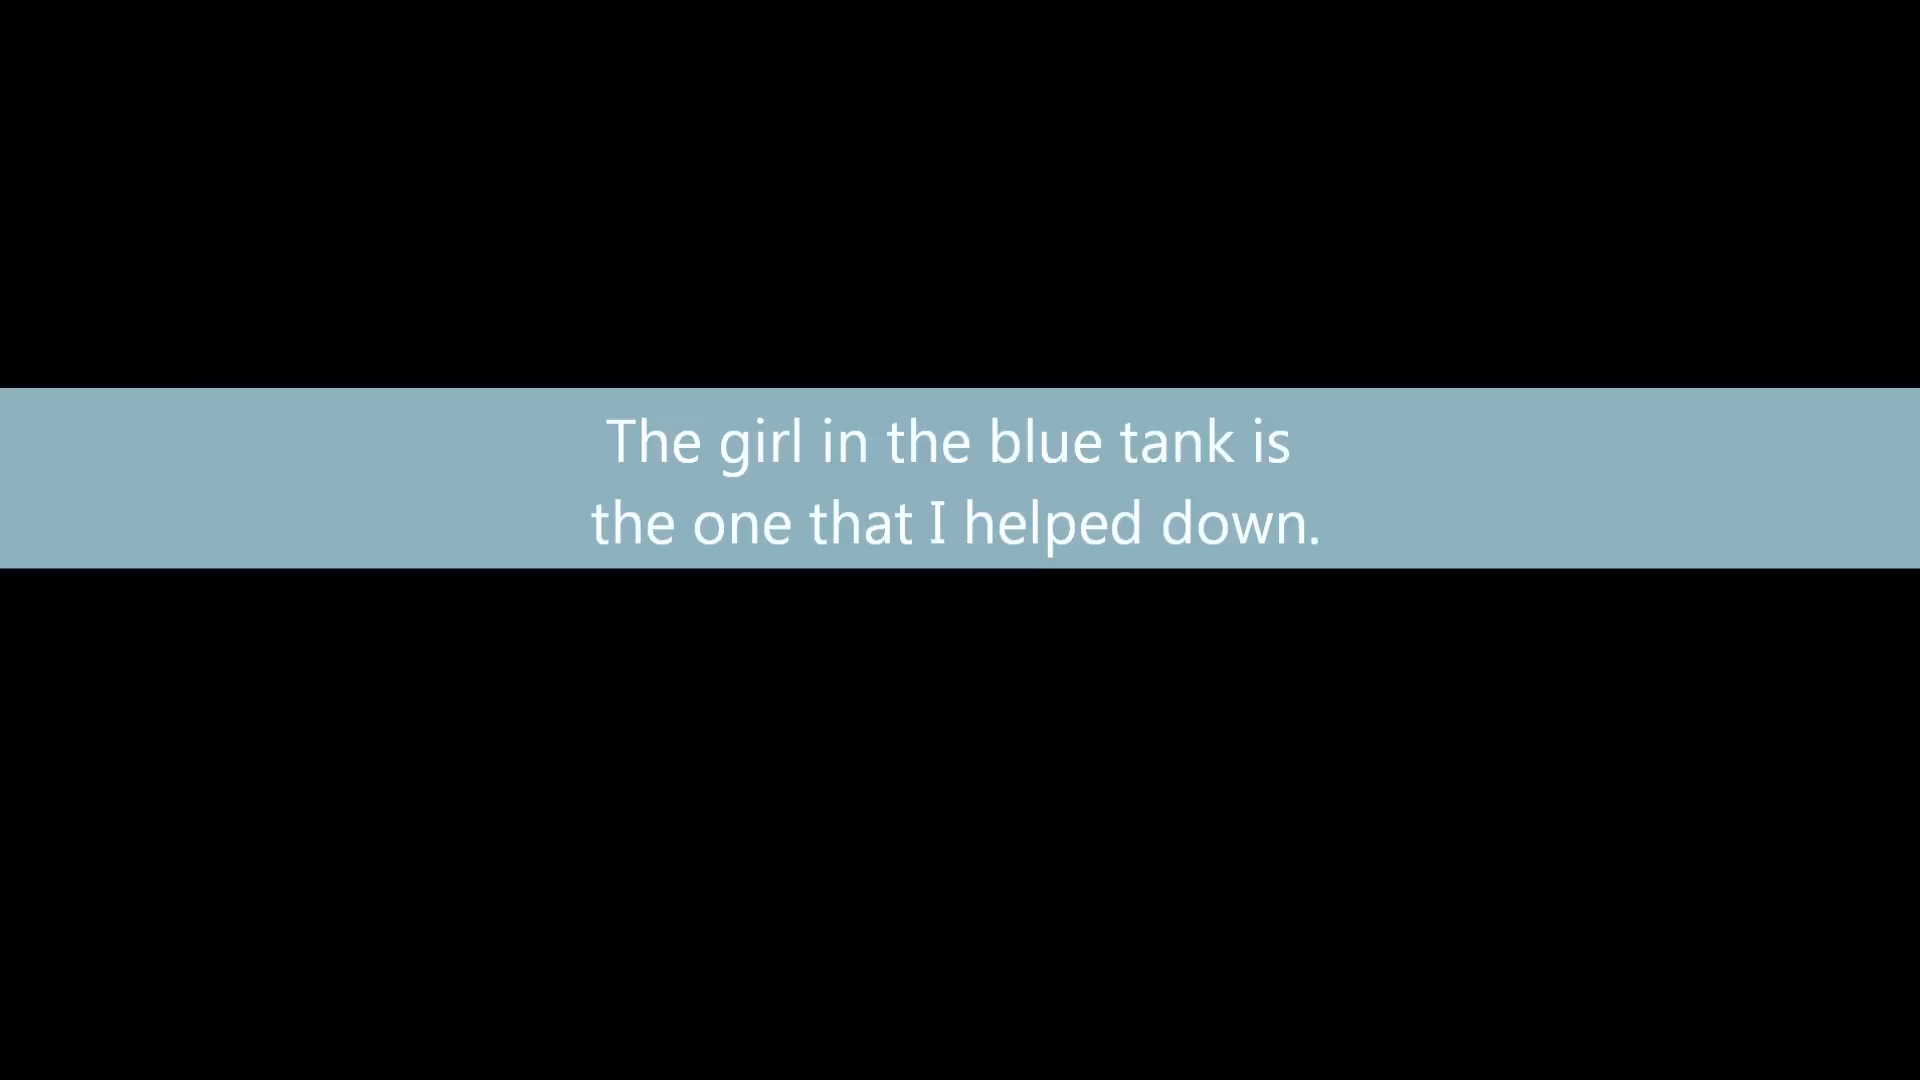 The girl in the blue tank is
the one that I helped down.